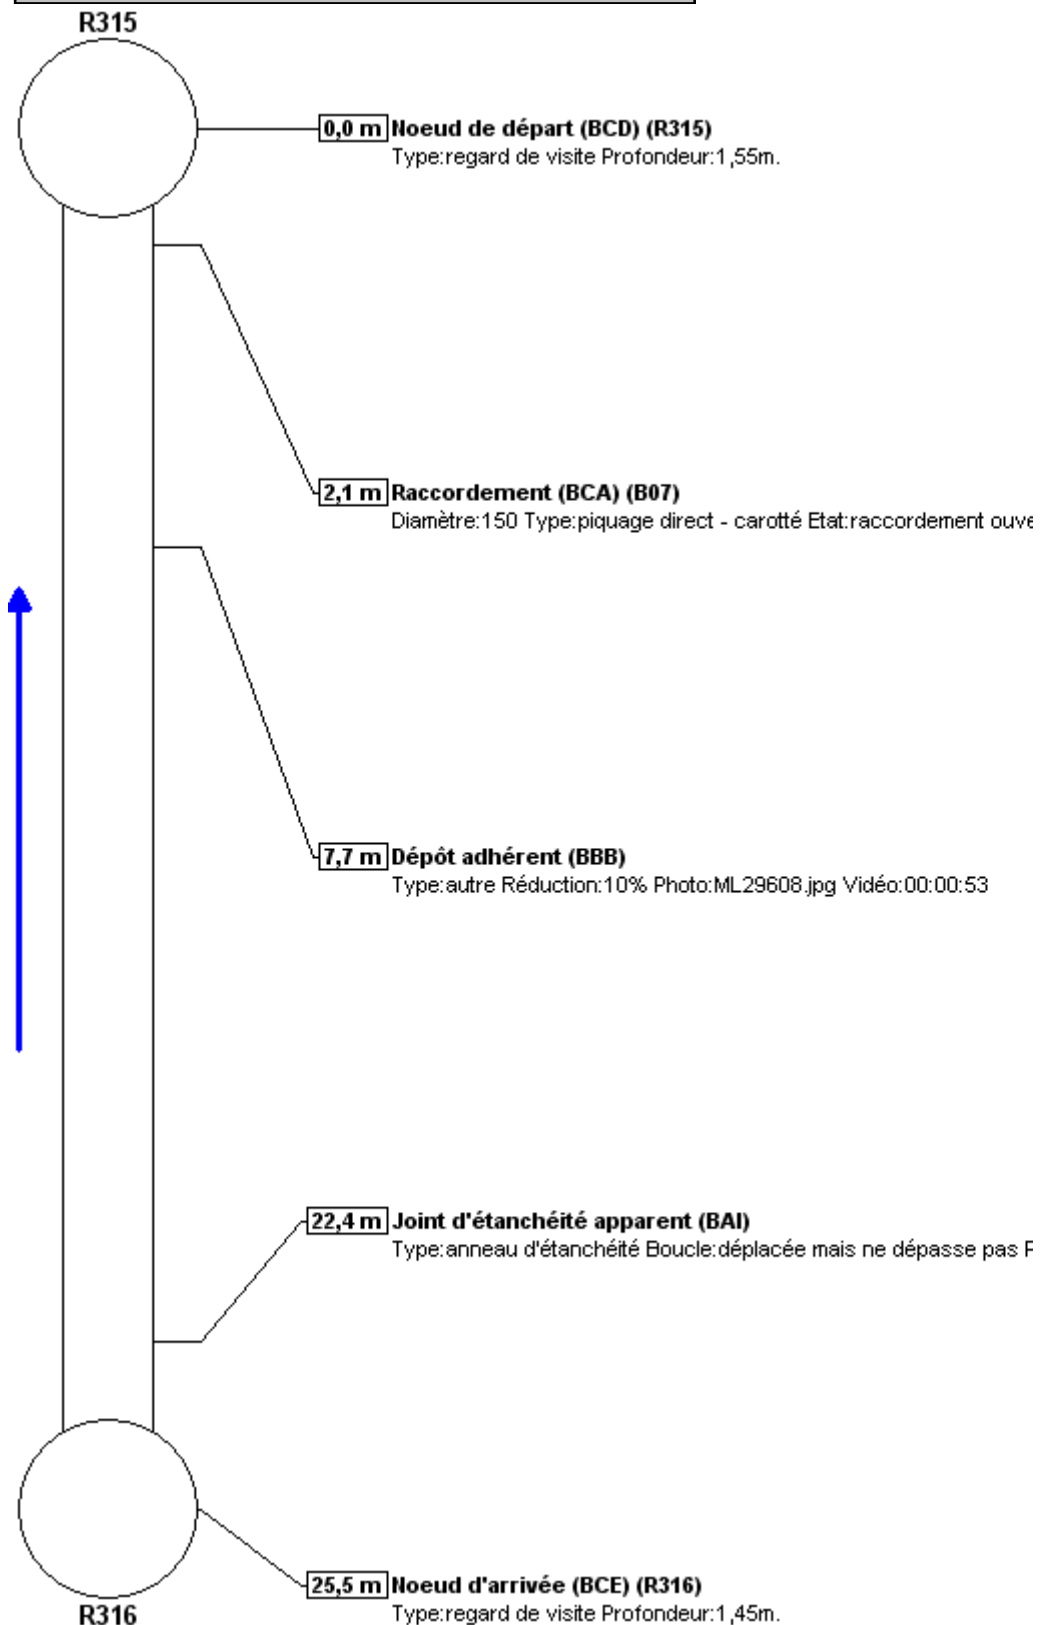 R315
0,0 m Noeud de départ (BCD) (R315)
Type:regard de visite Profondeur:1,55m.
2,1 m Raccordement (BCA) (B07)
Diamètre:150 Type:piquage direct - carotté Etat:raccordement ouve
7,7 m Dépôt adhérent (BBB)
Type:autre Réduction:10% Photo:ML29608.jpg Vidéo:00:00:53
22,4 m Joint d'étanchéité apparent (BAI)
Type:anneau d'étanchéité Boucle:déplacée mais ne dépasse pas
25,5 m Noeud d'arrivée (BCE) (R316)
R316
Type:regard de visite Profondeur:1,45m.